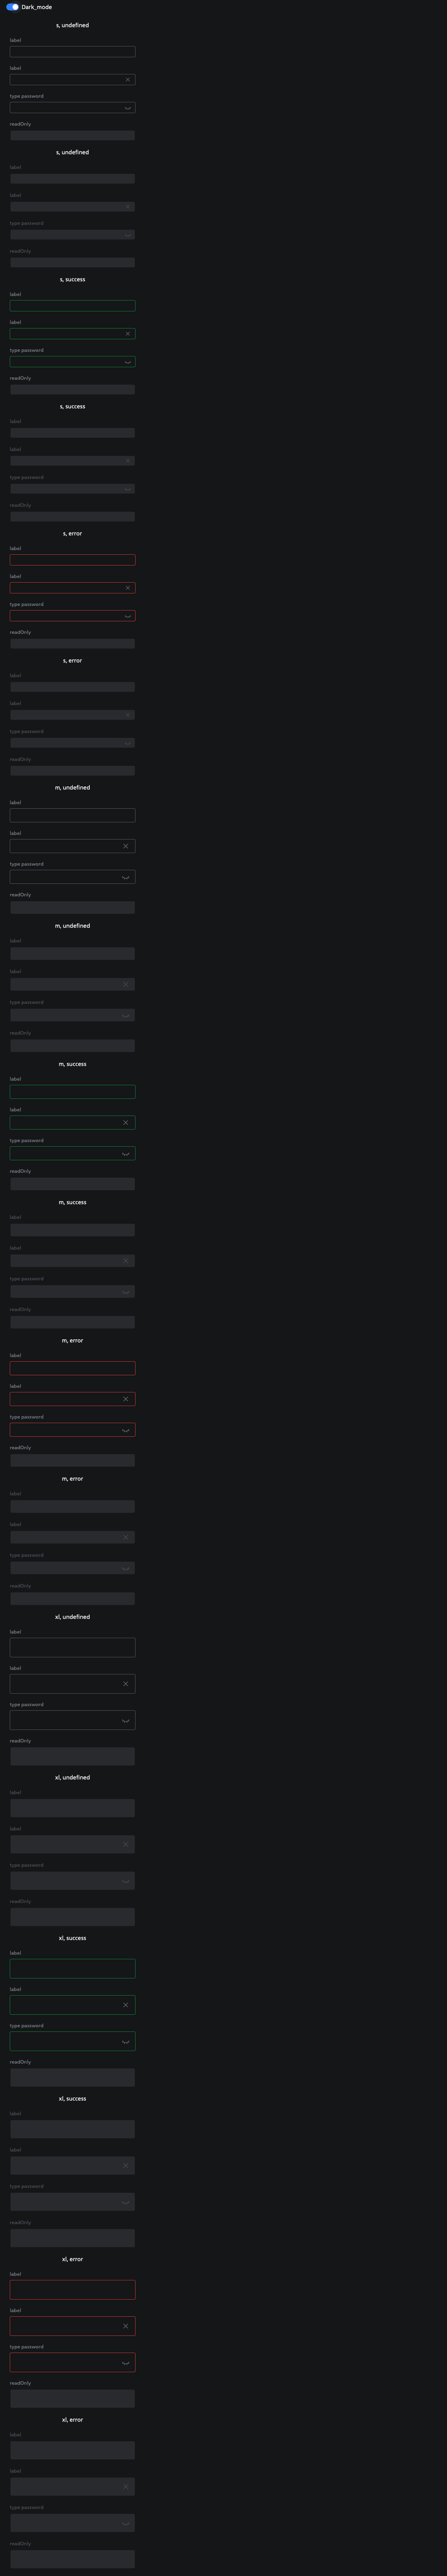 Dark_mode
s, undefined
label
label
type password
readOnly
s, undefined
label
label
type password
readOnly
s, success
label
label
type password
readOnly
s, success
label
label
type password
readOnly
s, error
label
label
type password
readOnly
s, error
label
label
type password
readOnly
m, undefined
label
label
type password
readOnly
m, undefined
label
label
type password
readOnly
m, success
label
label
type password
readOnly
m, success
label
label
type password
readOnly
m, error
label
label
type password
readOnly
m, error
label
label
type password
readOnly
xl, undefined
label
label
type password
readOnly
xl, undefined
label
label
type password
readOnly
xl, success
label
label
type password
readOnly
xl, success
label
label
type password
readOnly
xl, error
label
label
type password
readOnly
xl, error
label
label
type password
readOnly